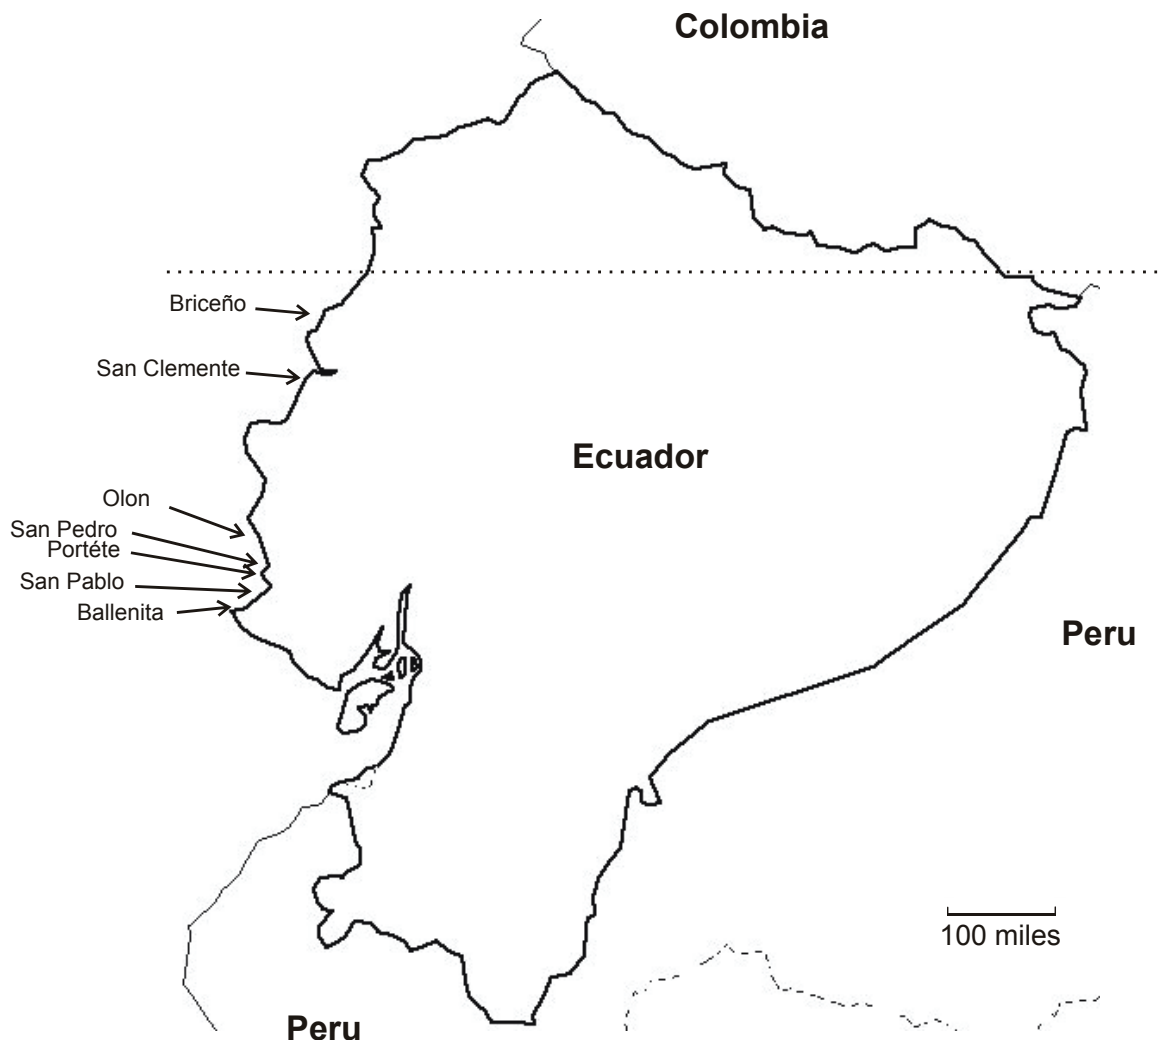 Colombia
Briceño
San Clemente
Ecuador
Olon
San Pedro
Portéte
San Pablo
Ballenita
Peru
100 miles
Peru